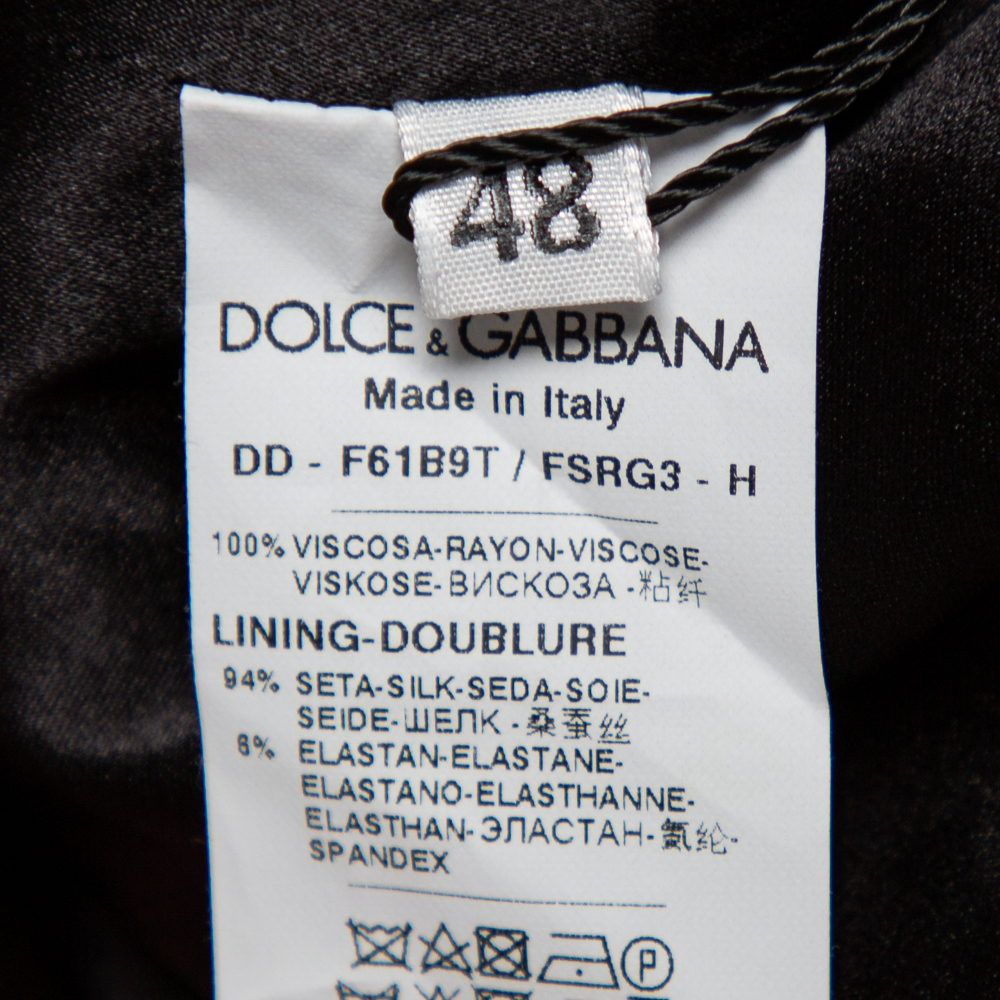 48
DOLCE & GABBANA
Made in Italy
DD - F61B9T / FSRG3 - H
100% VISCOSA-RAYON-VISCOSE-
VISKOSE-ВИСКОЗА -粘纤
LINING-DOUBLURE
94% SETA-SILK-SEDA-SOIE-
SEIDE-ШЕЛК -桑蚕丝
6% ELASTAN-ELASTANE-
ELASTANO-ELASTHANNE-
ELASTHAN-ЭЛАСТАН-氨纶-
SPANDEX
P